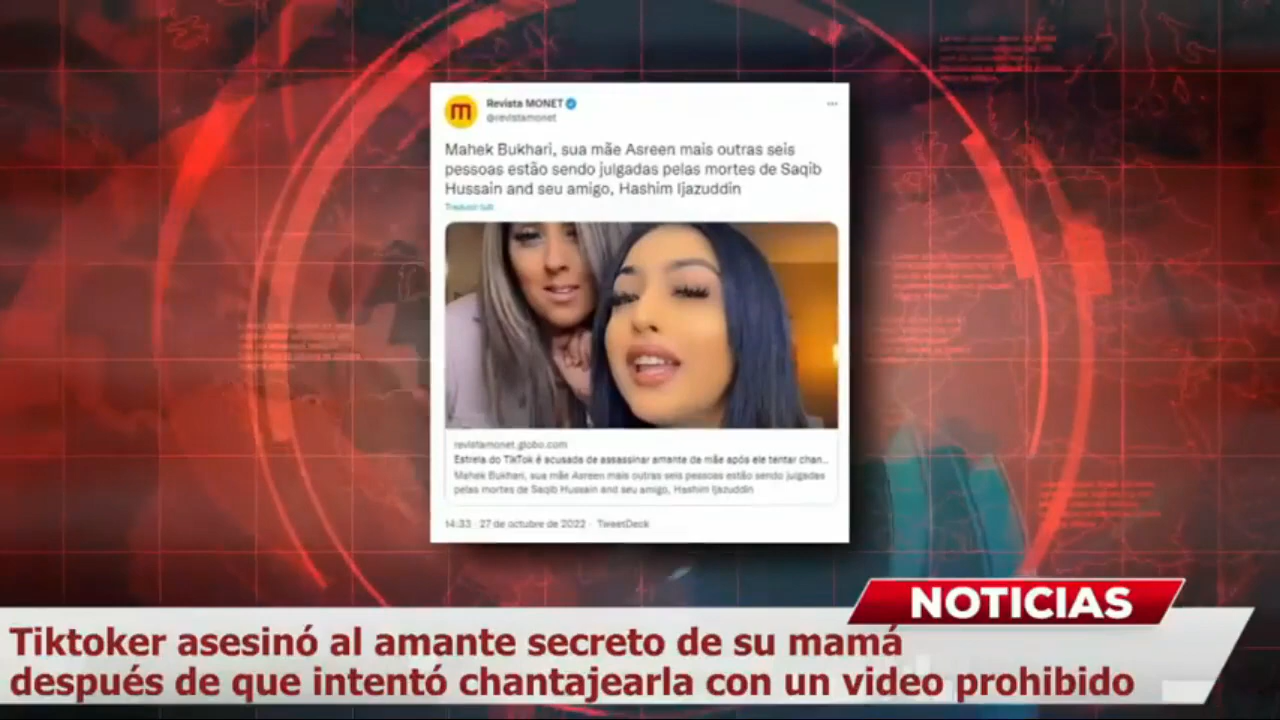 Revista MONET
@revistamonet
Mahek Bukhari, sua mãe Asreen mais outras seis
pessoas estão sendo julgadas pelas mortes de Saqib
Hussain and seu amigo, Hashim Ijazuddin
revistamonet.globo.com
Estrela do TikTok é acusada de assassinar amante da mãe após ele tentar chan...
Mahek Bukhari, sua mãe Asreen mais outras seis pessoas estão sendo julgadas
pelas mortes de Saqib Hussain and seu amigo, Hashim Ijazuddin
14:33 · 27 de octubre de 2022 · TweetDeck
NOTICIAS
Tiktoker asesinó al amante secreto de su mamá
después de que intentó chantajearla con un video prohibido